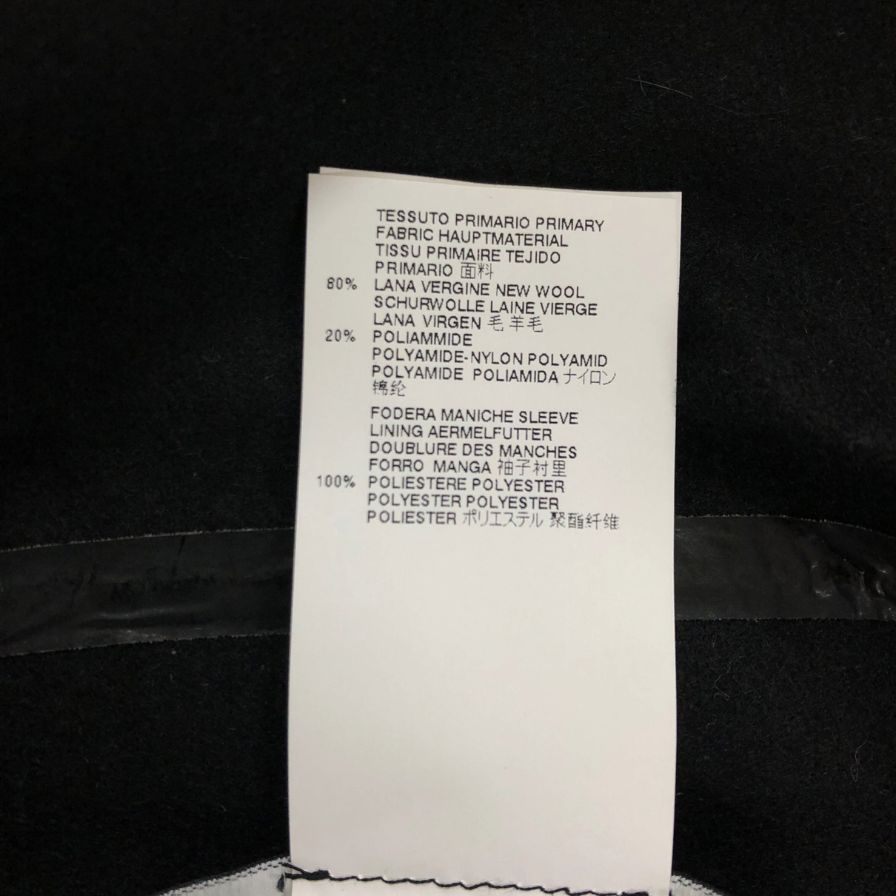 TESSUTO PRIMARIO PRIMARY
FABRIC HAUPTMATERIAL
TISSU PRIMAIRE TEJIDO
PRIMARIO 面料
80% LANA VERGINE NEW WOOL
SCHURWOLLE LAINE VIERGE
LANA VIRGEN 毛 羊毛
20% POLIAMMIDE
POLYAMIDE-NYLON POLYAMID
POLYAMIDE POLIAMIDA ナイロン
锦纶
FODERA MANICHE SLEEVE
LINING AERMELFUTTER
DOUBLURE DES MANCHES
FORRO MANGA 袖子村里
100% POLIESTERE POLYESTER
POLYESTER POLYESTER
POLIESTER ポリエステル 聚酯纤维